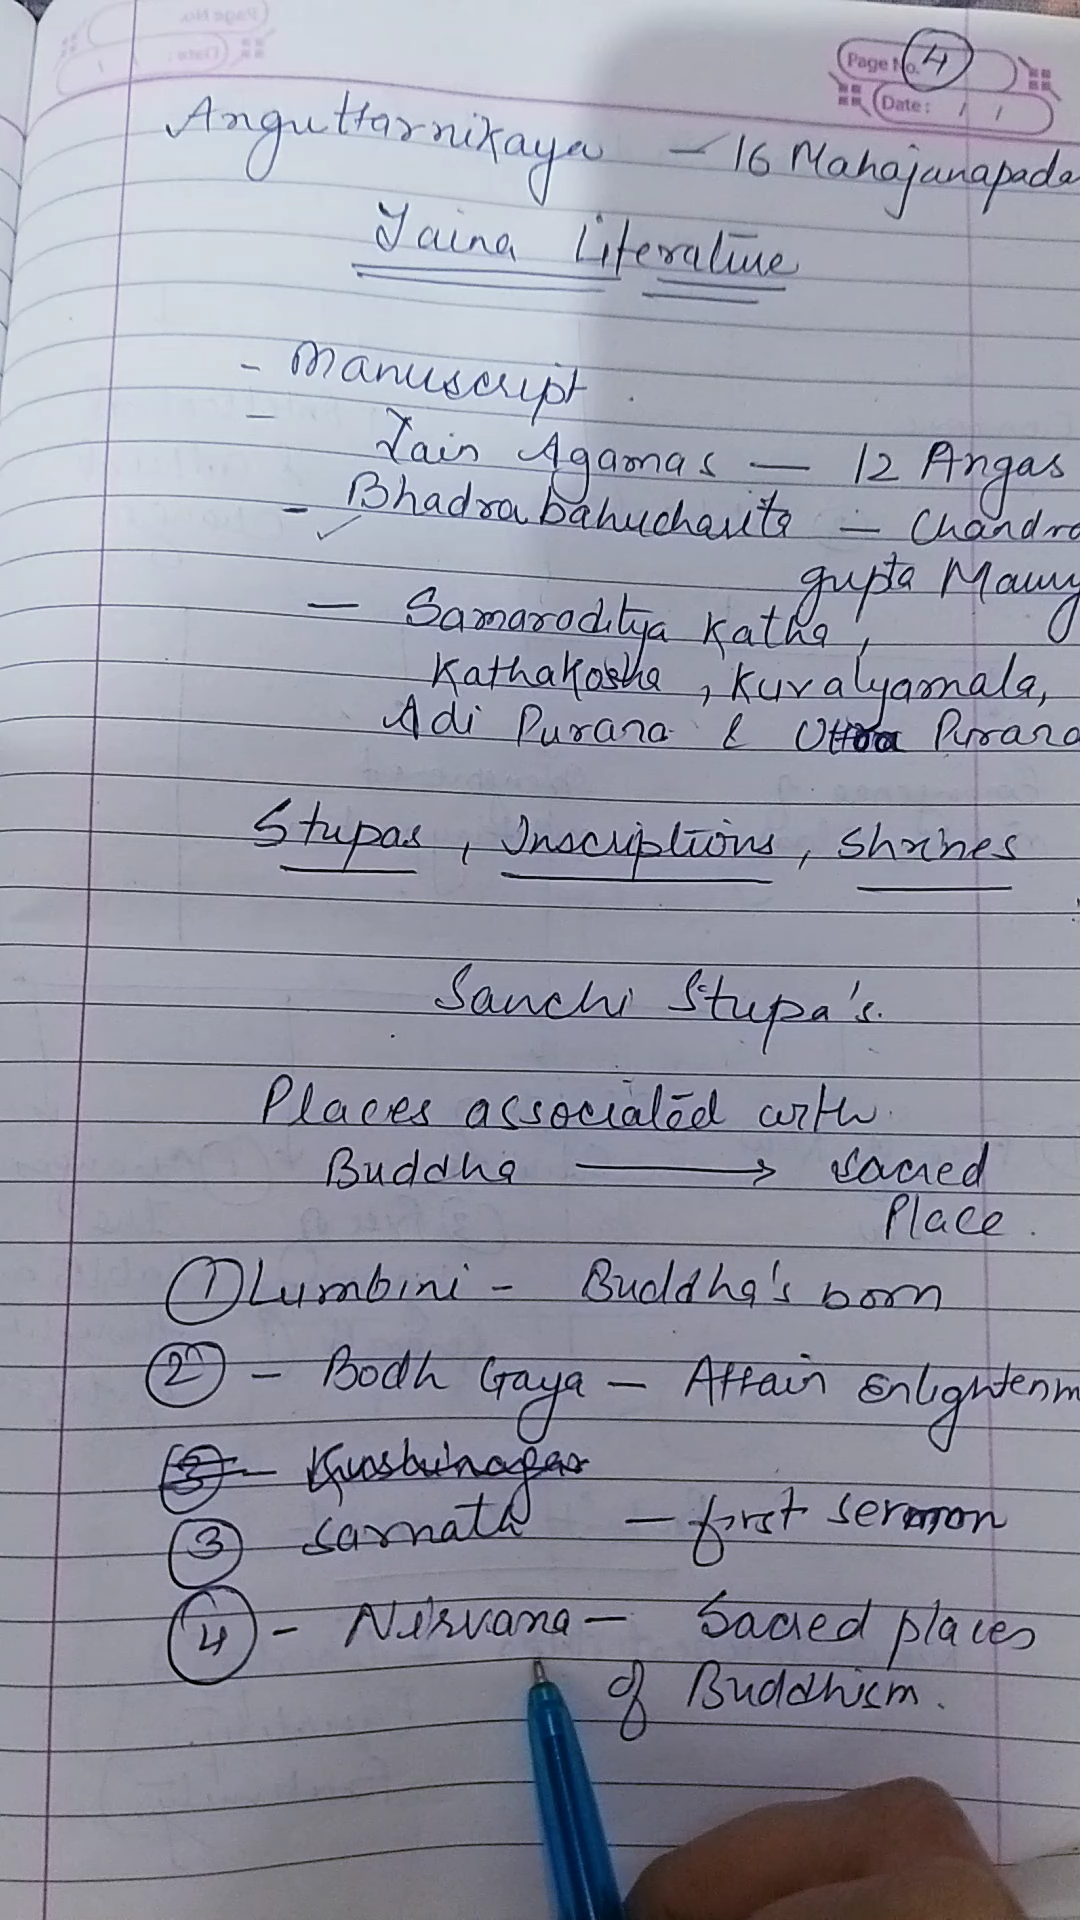 Page No. 4
Date: / /
Anguttarnikaya - 16 Mahajanapada
Jaina Literature
- Manuscript
- Jain Agamas - 12 Angas
- Bhadrabahucharita - Chandra
gupta Maury
- Samaraditya Katha,
Kathakosha, Kuvalyamala,
Adi Purana & Uttra Purana
Stupas, Inscriptions, Shrines
Sanchi Stupa's.
Places associated with
Buddha → sacred
Place.
① Lumbini - Buddha's born
② - Bodh Gaya - Attain Enlightenm
③ - Kushinagar
③ Sarnath - first sermon
④ - Nirvana - Sacred places
of Buddhism.